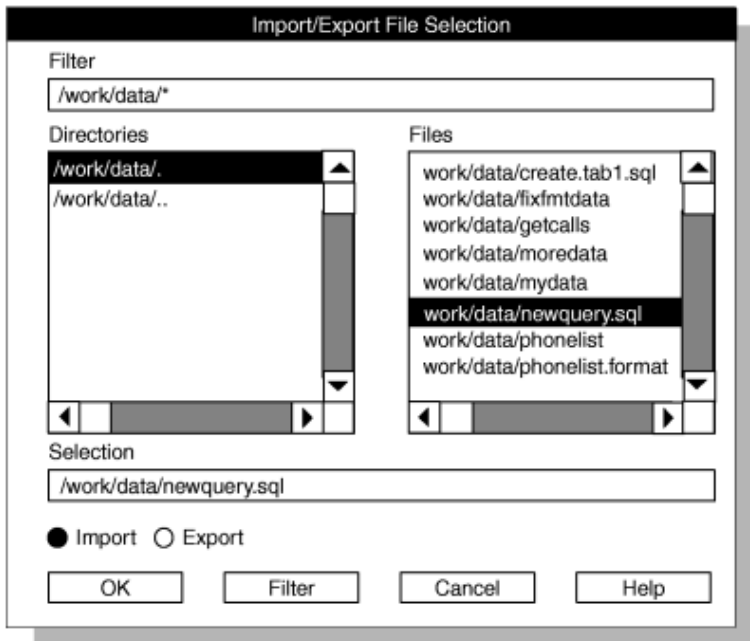 Import/Export File Selection
Filter
/work/data/*
Directories
/work/data/.
/work/data/..
Files
work/data/create.tab1.sql
work/data/fixfmtdata
work/data/getcalls
work/data/moredata
work/data/mydata
work/data/newquery.sql
work/data/phonelist
work/data/phonelist.format
Selection
/work/data/newquery.sql
Import Export
OK Filter Cancel Help